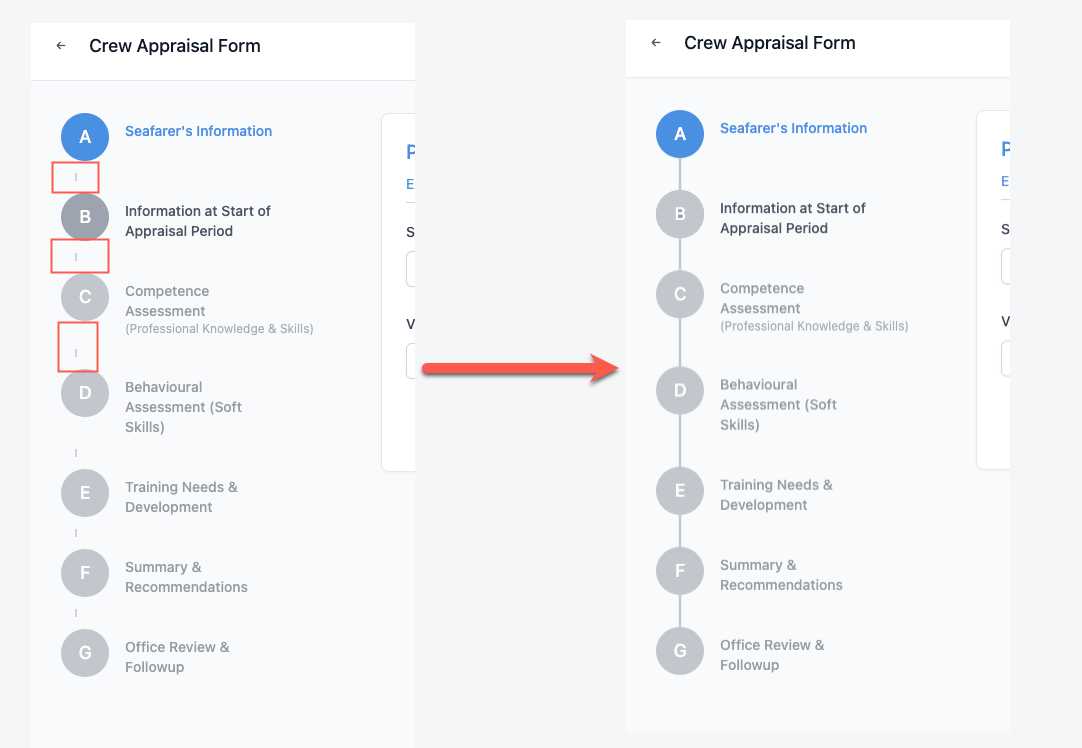 ← Crew Appraisal Form
A Seafarer's Information
B Information at Start of
Appraisal Period
C Competence
Assessment
(Professional Knowledge & Skills)
D Behavioural
Assessment (Soft
Skills)
E Training Needs &
Development
F Summary &
Recommendations
G Office Review &
Followup
P
E
S
V
← Crew Appraisal Form
A Seafarer's Information
B Information at Start of
Appraisal Period
C Competence
Assessment
(Professional Knowledge & Skills)
D Behavioural
Assessment (Soft
Skills)
E Training Needs &
Development
F Summary &
Recommendations
G Office Review &
Followup
P
E
S
V